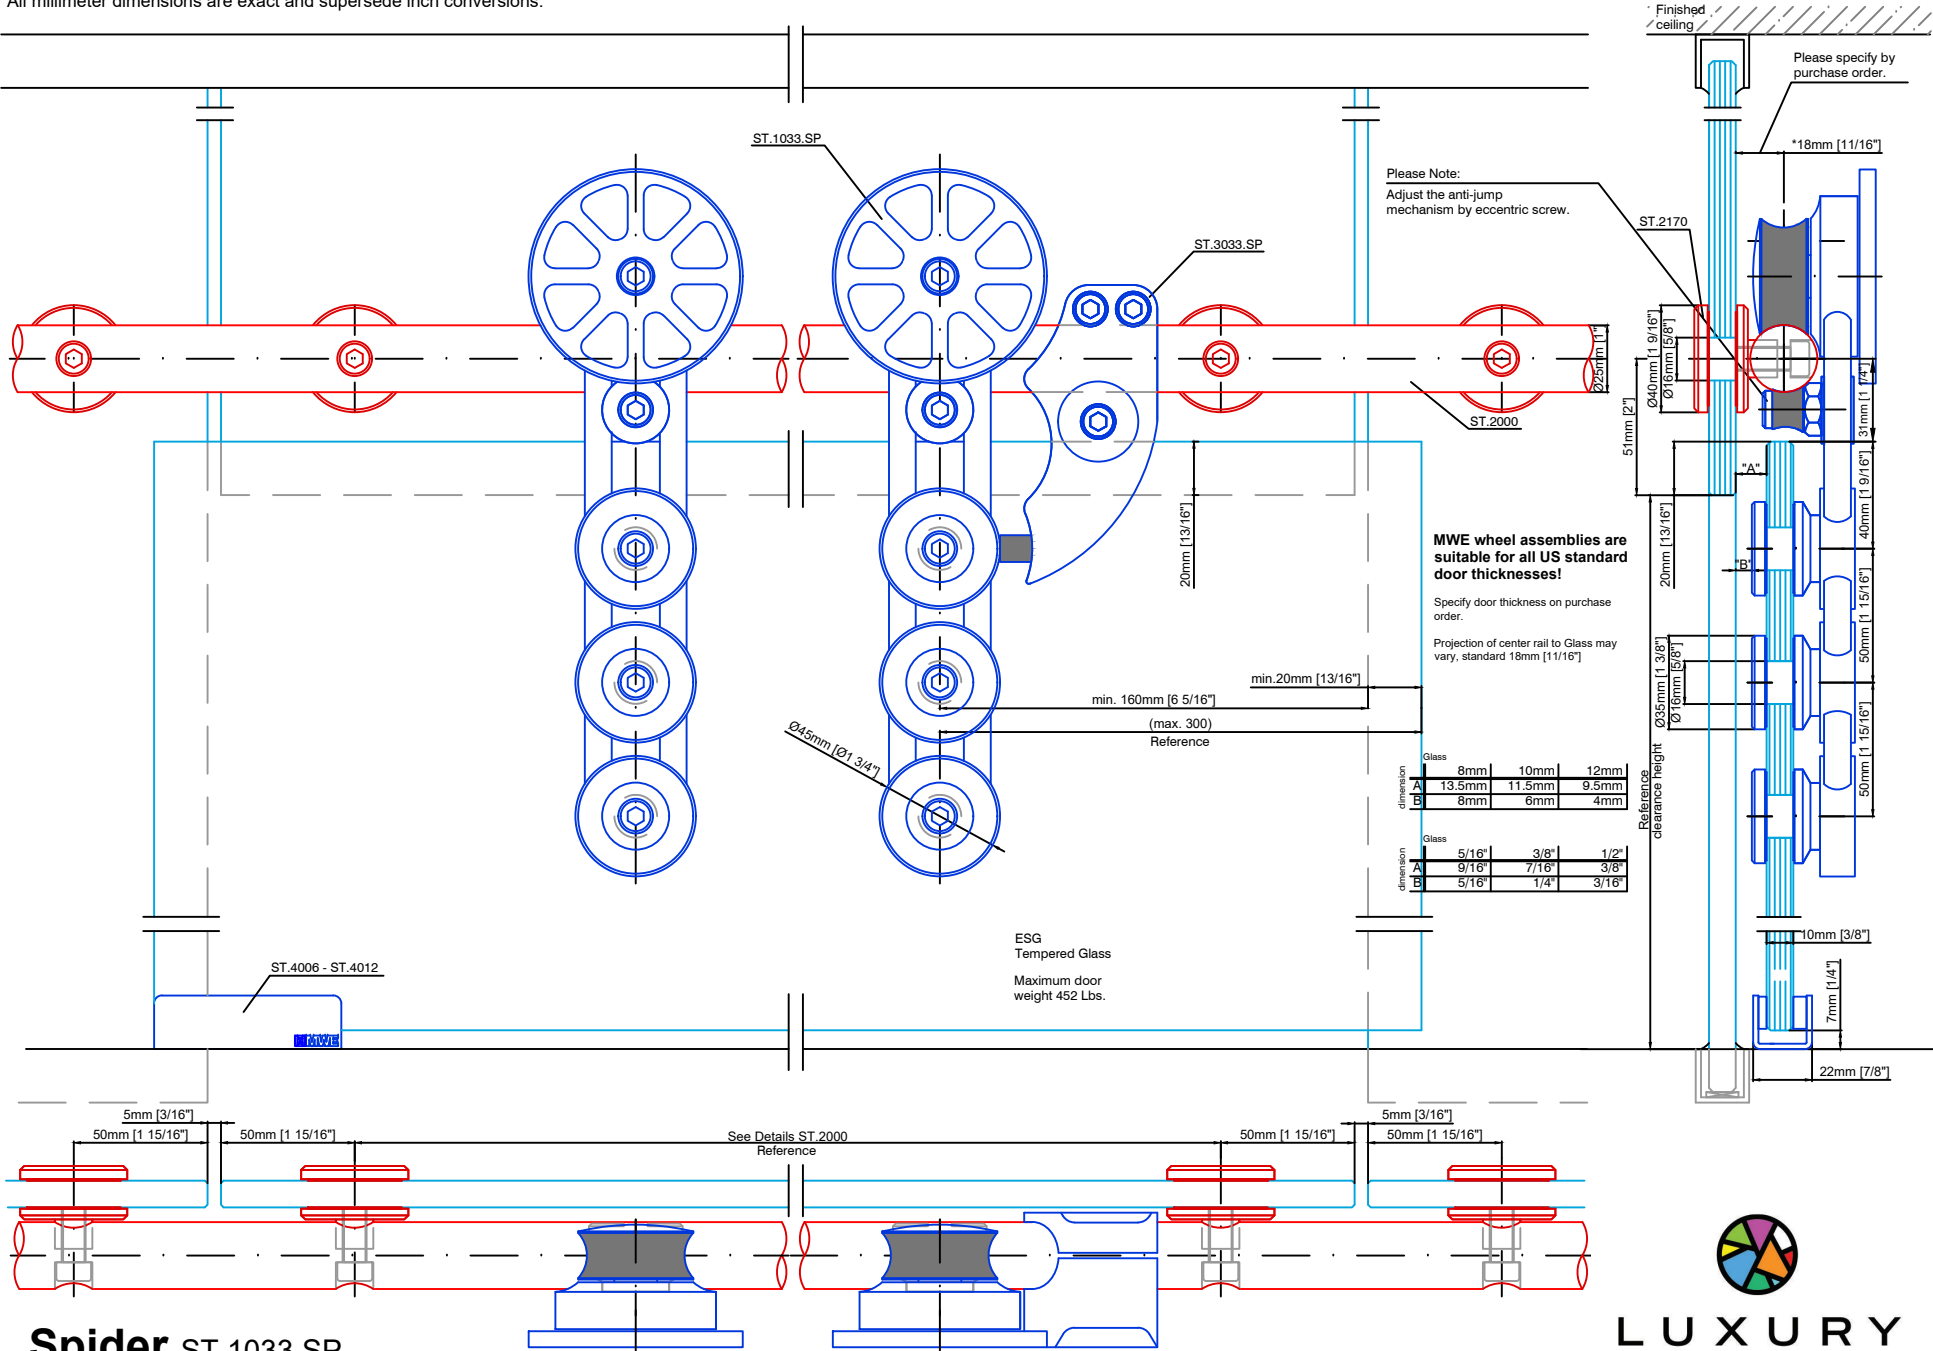 All millimeter dimensions are exact and supersede inch conversions.
Finished
ceiling
Please specify by
purchase order.
ST.1033.SP
*18mm [11/16"]
Please Note:
Adjust the anti-jump
mechanism by eccentric screw.
ST.2170
ST.3033.SP
Ø25mm [1"]
Ø40mm [1 9/16"]
Ø16mm [5/8"]
31mm [1 1/4"]
51mm [2"]
ST.2000
"A"
40mm [1 9/16"]
20mm [13/16"]
20mm [13/16"]
MWE wheel assemblies are
suitable for all US standard
door thicknesses!
"B"
Specify door thickness on purchase
order.
50mm [1 15/16"]
Projection of center rail to Glass may
vary, standard 18mm [11/16"]
Ø35mm [1 3/8"]
Ø16mm [5/8"]
min.20mm [13/16"]
min. 160mm [6 5/16"]
(max. 300)
Reference
Ø45mm [Ø1 3/4"]
50mm [1 15/16"]
Reference
clearance height
Glass
dimension
8mm 10mm 12mm
A 13.5mm 11.5mm 9.5mm
B 8mm 6mm 4mm
Glass
dimension
5/16" 3/8" 1/2"
A 9/16" 7/16" 3/8"
B 5/16" 1/4" 3/16"
ESG
Tempered Glass
Maximum door
weight 452 Lbs.
10mm [3/8"]
7mm [1/4"]
ST.4006 - ST.4012
MWE
22mm [7/8"]
5mm [3/16"]
5mm [3/16"]
50mm [1 15/16"]
50mm [1 15/16"]
See Details ST.2000
Reference
50mm [1 15/16"]
50mm [1 15/16"]
Spider ST.1033.SP
LUXURY